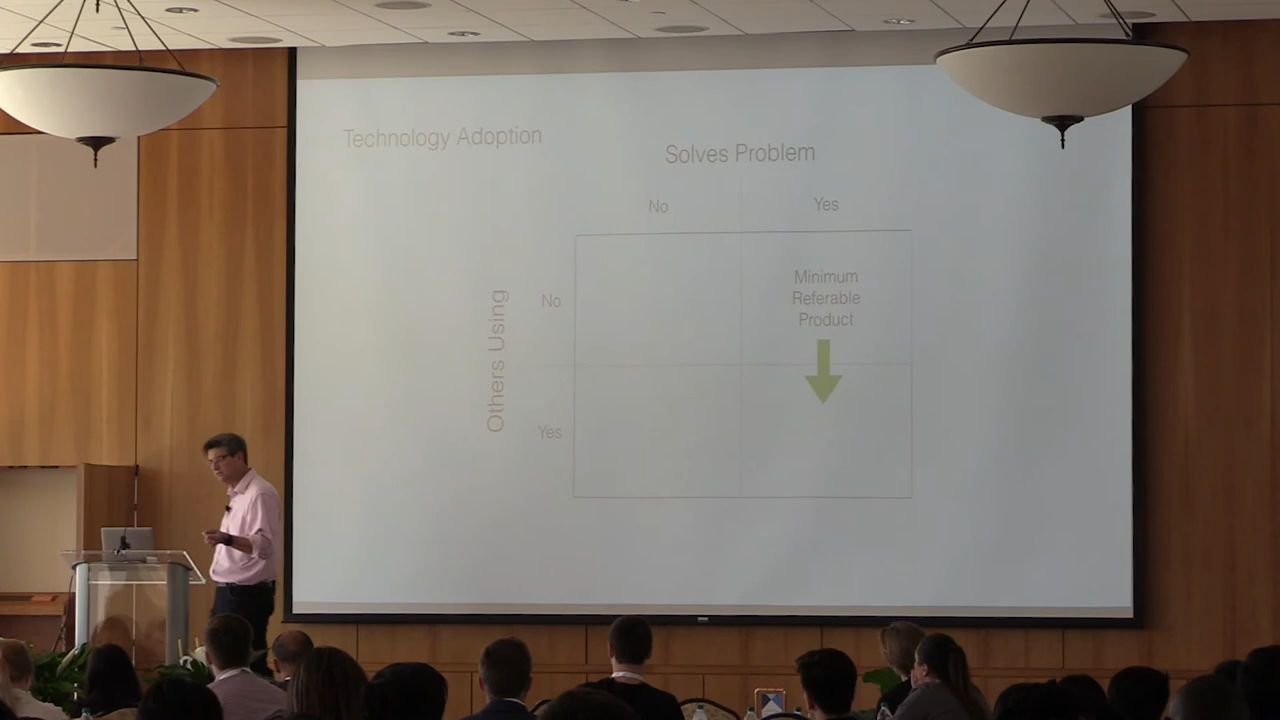 Technology Adoption
Solves Problem
No
Yes
Others Using
No
Minimum
Referable
Product
Yes